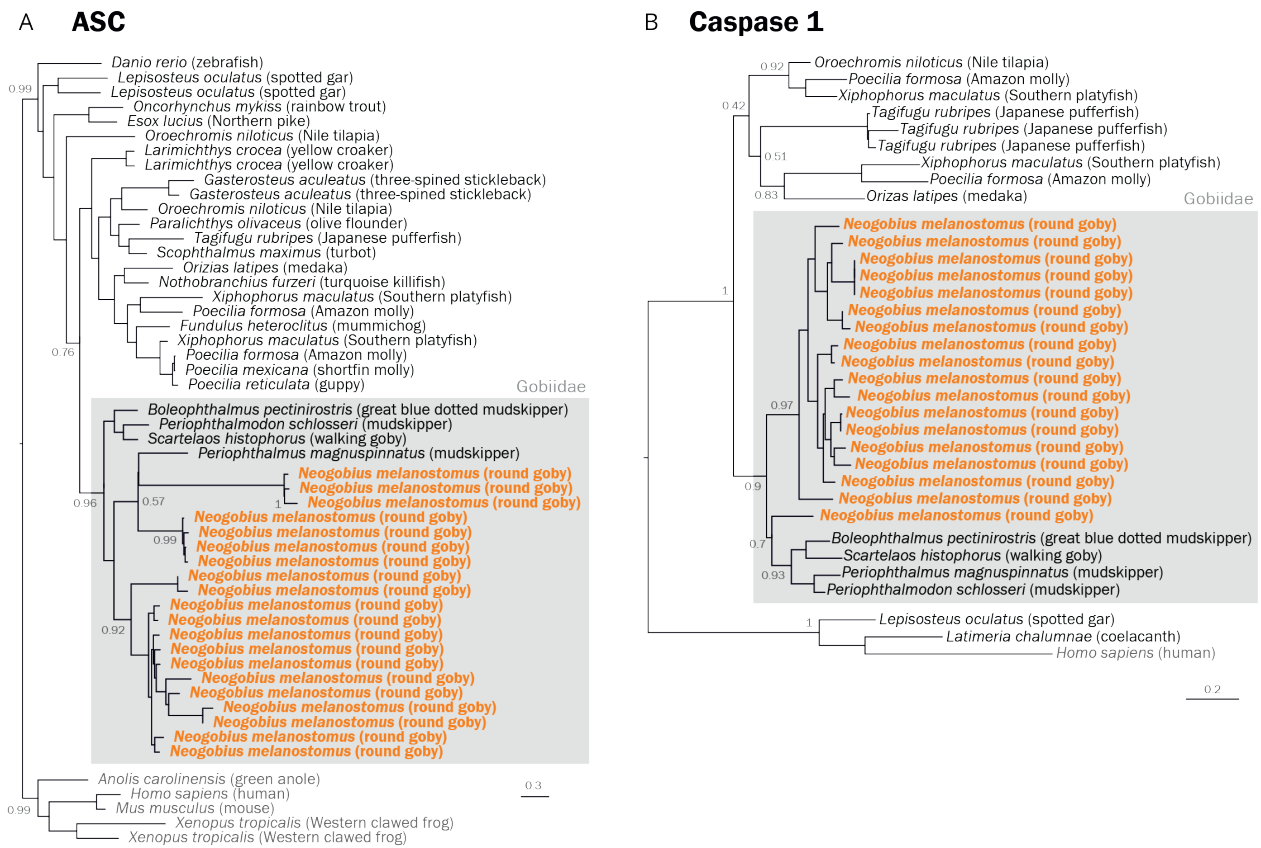 A ASC
Danio rerio (zebrafish)
0.99
Lepisosteus oculatus (spotted gar)
Lepisosteus oculatus (spotted gar)
Oncorhynchus mykiss (rainbow trout)
Esox lucius (Northern pike)
Oroechromis niloticus (Nile tilapia)
Larimichthys crocea (yellow croaker)
Larimichthys crocea (yellow croaker)
Gasterosteus aculeatus (three-spined stickleback)
Gasterosteus aculeatus (three-spined stickleback)
Oroechromis niloticus (Nile tilapia)
Paralichthys olivaceus (olive flounder)
Tagifugu rubripes (Japanese pufferfish)
Scophthalmus maximus (turbot)
Orizias latipes (medaka)
Nothobranchius furzeri (turquoise killifish)
Xiphophorus maculatus (Southern platyfish)
Poecilia formosa (Amazon molly)
Fundulus heteroclitus (mummichog)
Xiphophorus maculatus (Southern platyfish)
0.76
Poecilia formosa (Amazon molly)
Poecilia mexicana (shortfin molly)
Poecilia reticulata (guppy)
Gobiidae
Boleophthalmus pectinirostris (great blue dotted mudskipper)
Periophthalmodon schlosseri (mudskipper)
Scartelaos histophorus (walking goby)
Periophthalmus magnuspinnatus (mudskipper)
Neogobius melanostomus (round goby)
Neogobius melanostomus (round goby)
0.96
0.57
1
Neogobius melanostomus (round goby)
Neogobius melanostomus (round goby)
Neogobius melanostomus (round goby)
0.99
Neogobius melanostomus (round goby)
Neogobius melanostomus (round goby)
Neogobius melanostomus (round goby)
Neogobius melanostomus (round goby)
Neogobius melanostomus (round goby)
Neogobius melanostomus (round goby)
0.92
Neogobius melanostomus (round goby)
Neogobius melanostomus (round goby)
Neogobius melanostomus (round goby)
Neogobius melanostomus (round goby)
Neogobius melanostomus (round goby)
Neogobius melanostomus (round goby)
Neogobius melanostomus (round goby)
Neogobius melanostomus (round goby)
Neogobius melanostomus (round goby)
Anolis carolinensis (green anole)
0.3
Homo sapiens (human)
0.99
Mus musculus (mouse)
Xenopus tropicalis (Western clawed frog)
Xenopus tropicalis (Western clawed frog)
B Caspase 1
Oroechromis niloticus (Nile tilapia)
0.92
Poecilia formosa (Amazon molly)
Xiphophorus maculatus (Southern platyfish)
0.42
Tagifugu rubripes (Japanese pufferfish)
Tagifugu rubripes (Japanese pufferfish)
Tagifugu rubripes (Japanese pufferfish)
0.51
Xiphophorus maculatus (Southern platyfish)
Poecilia formosa (Amazon molly)
0.83
Orizas latipes (medaka)
Gobiidae
Neogobius melanostomus (round goby)
Neogobius melanostomus (round goby)
Neogobius melanostomus (round goby)
Neogobius melanostomus (round goby)
1
Neogobius melanostomus (round goby)
Neogobius melanostomus (round goby)
Neogobius melanostomus (round goby)
Neogobius melanostomus (round goby)
Neogobius melanostomus (round goby)
Neogobius melanostomus (round goby)
Neogobius melanostomus (round goby)
0.97
Neogobius melanostomus (round goby)
Neogobius melanostomus (round goby)
Neogobius melanostomus (round goby)
Neogobius melanostomus (round goby)
Neogobius melanostomus (round goby)
0.9
Neogobius melanostomus (round goby)
Neogobius melanostomus (round goby)
0.7
Boleophthalmus pectinirostris (great blue dotted mudskipper)
Scartelaos histophorus (walking goby)
0.93
Periophthalmus magnuspinnatus (mudskipper)
Periophthalmodon schlosseri (mudskipper)
1
Lepisosteus oculatus (spotted gar)
Latimeria chalumnae (coelacanth)
Homo sapiens (human)
0.2